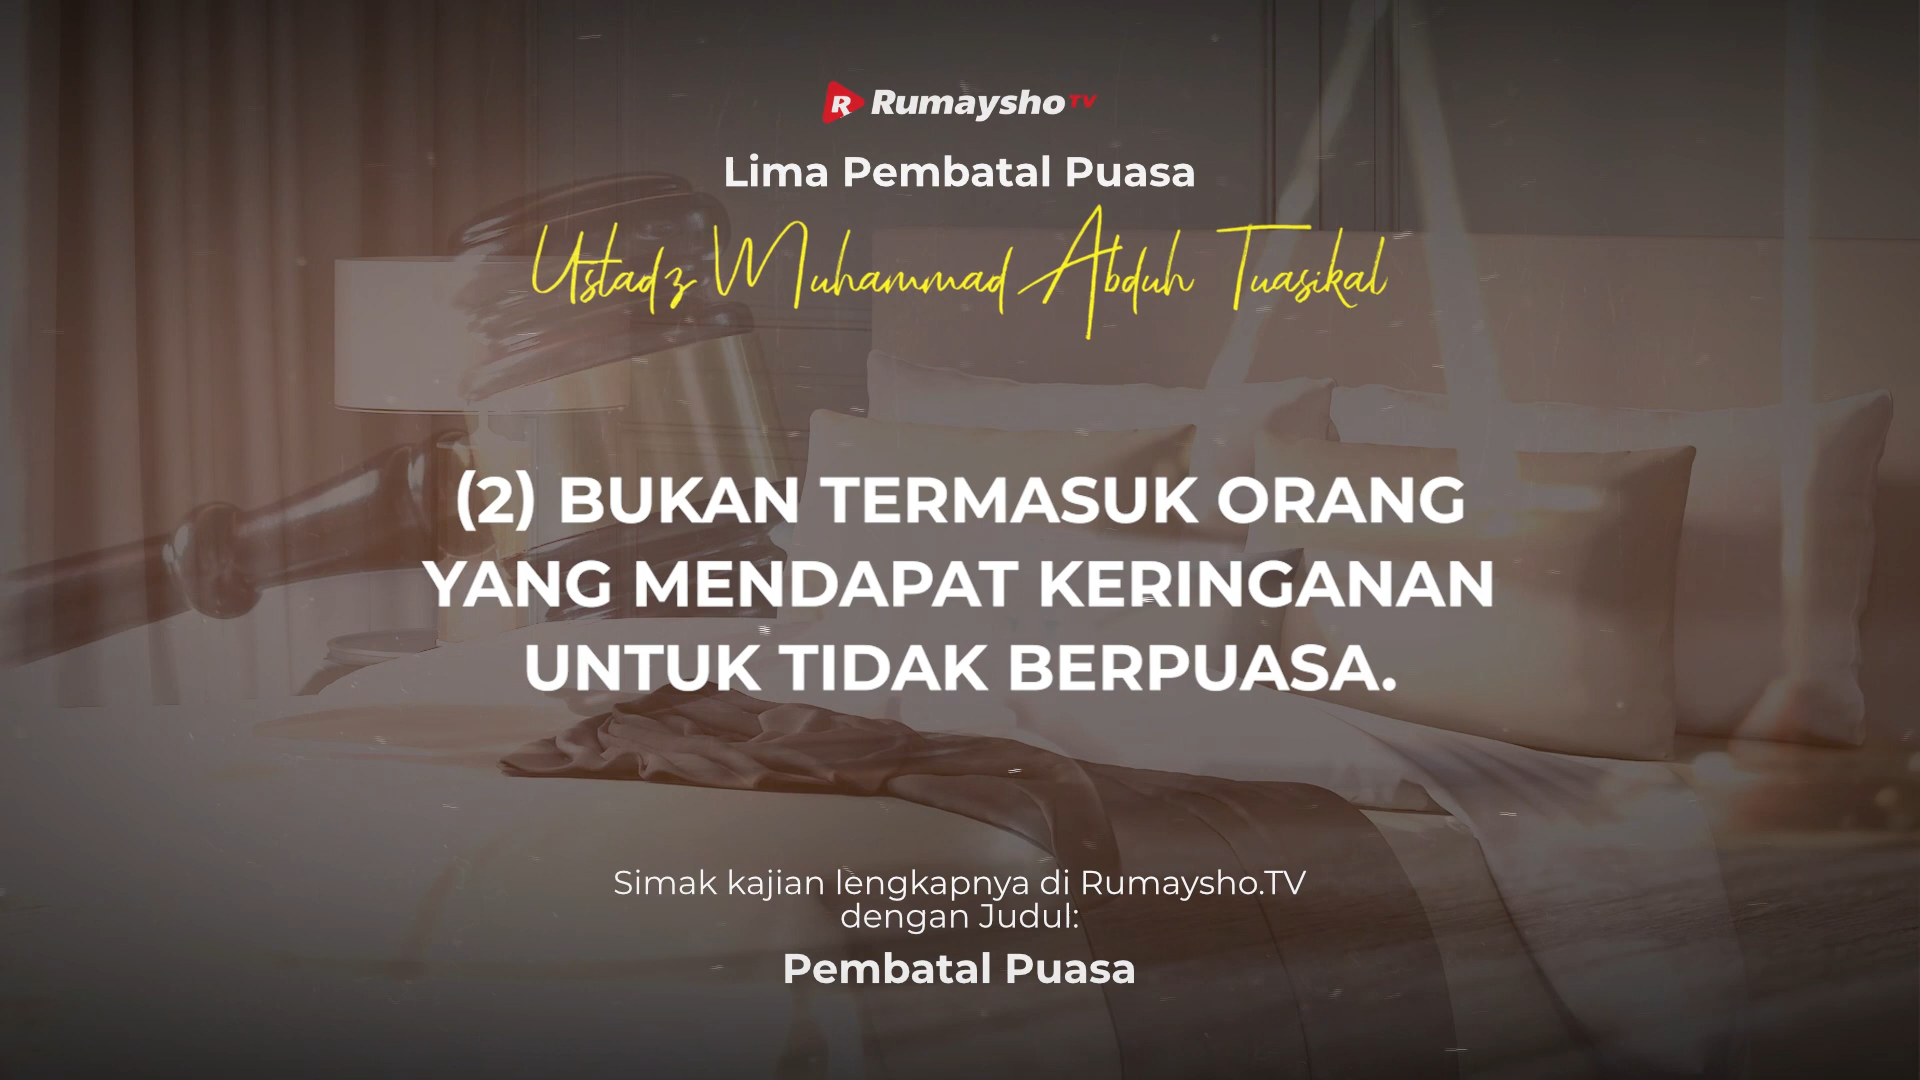 R Rumaysho TV
Lima Pembatal Puasa
Ustadz Muhammad Abduh Tuasikal
(2) BUKAN TERMASUK ORANG
YANG MENDAPAT KERINGANAN
UNTUK TIDAK BERPUASA.
Simak kajian lengkapnya di Rumaysho.TV
dengan Judul:
Pembatal Puasa